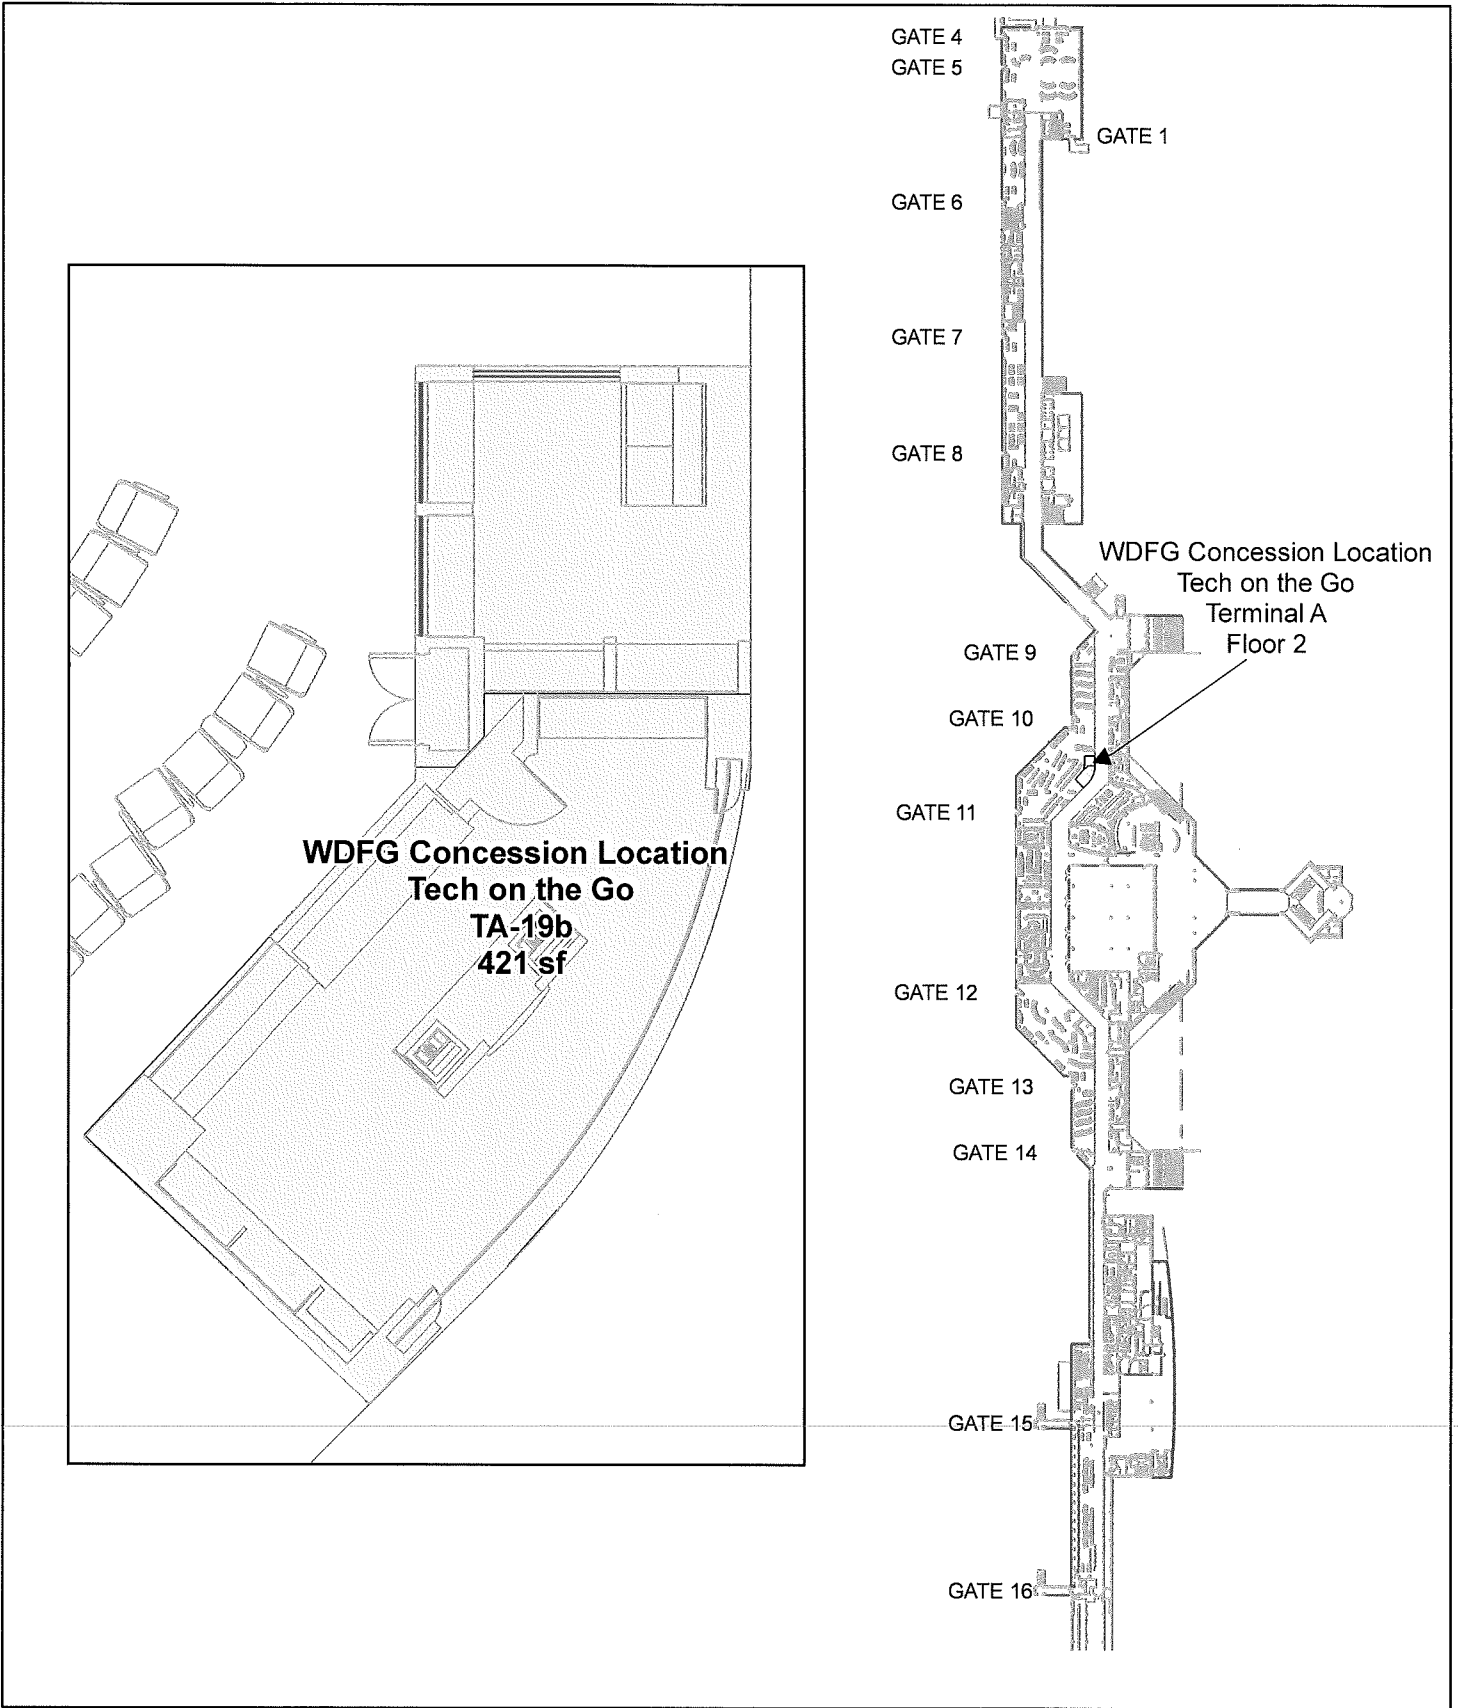 GATE 4
GATE 5
GATE 1
GATE 6
GATE 7
GATE 8
WDFG Concession Location
Tech on the Go
Terminal A
Floor 2
GATE 9
GATE 10
GATE 11
WDFG Concession Location
Tech on the Go
TA-19b
421 sf
GATE 12
GATE 13
GATE 14
GATE 15
GATE 16